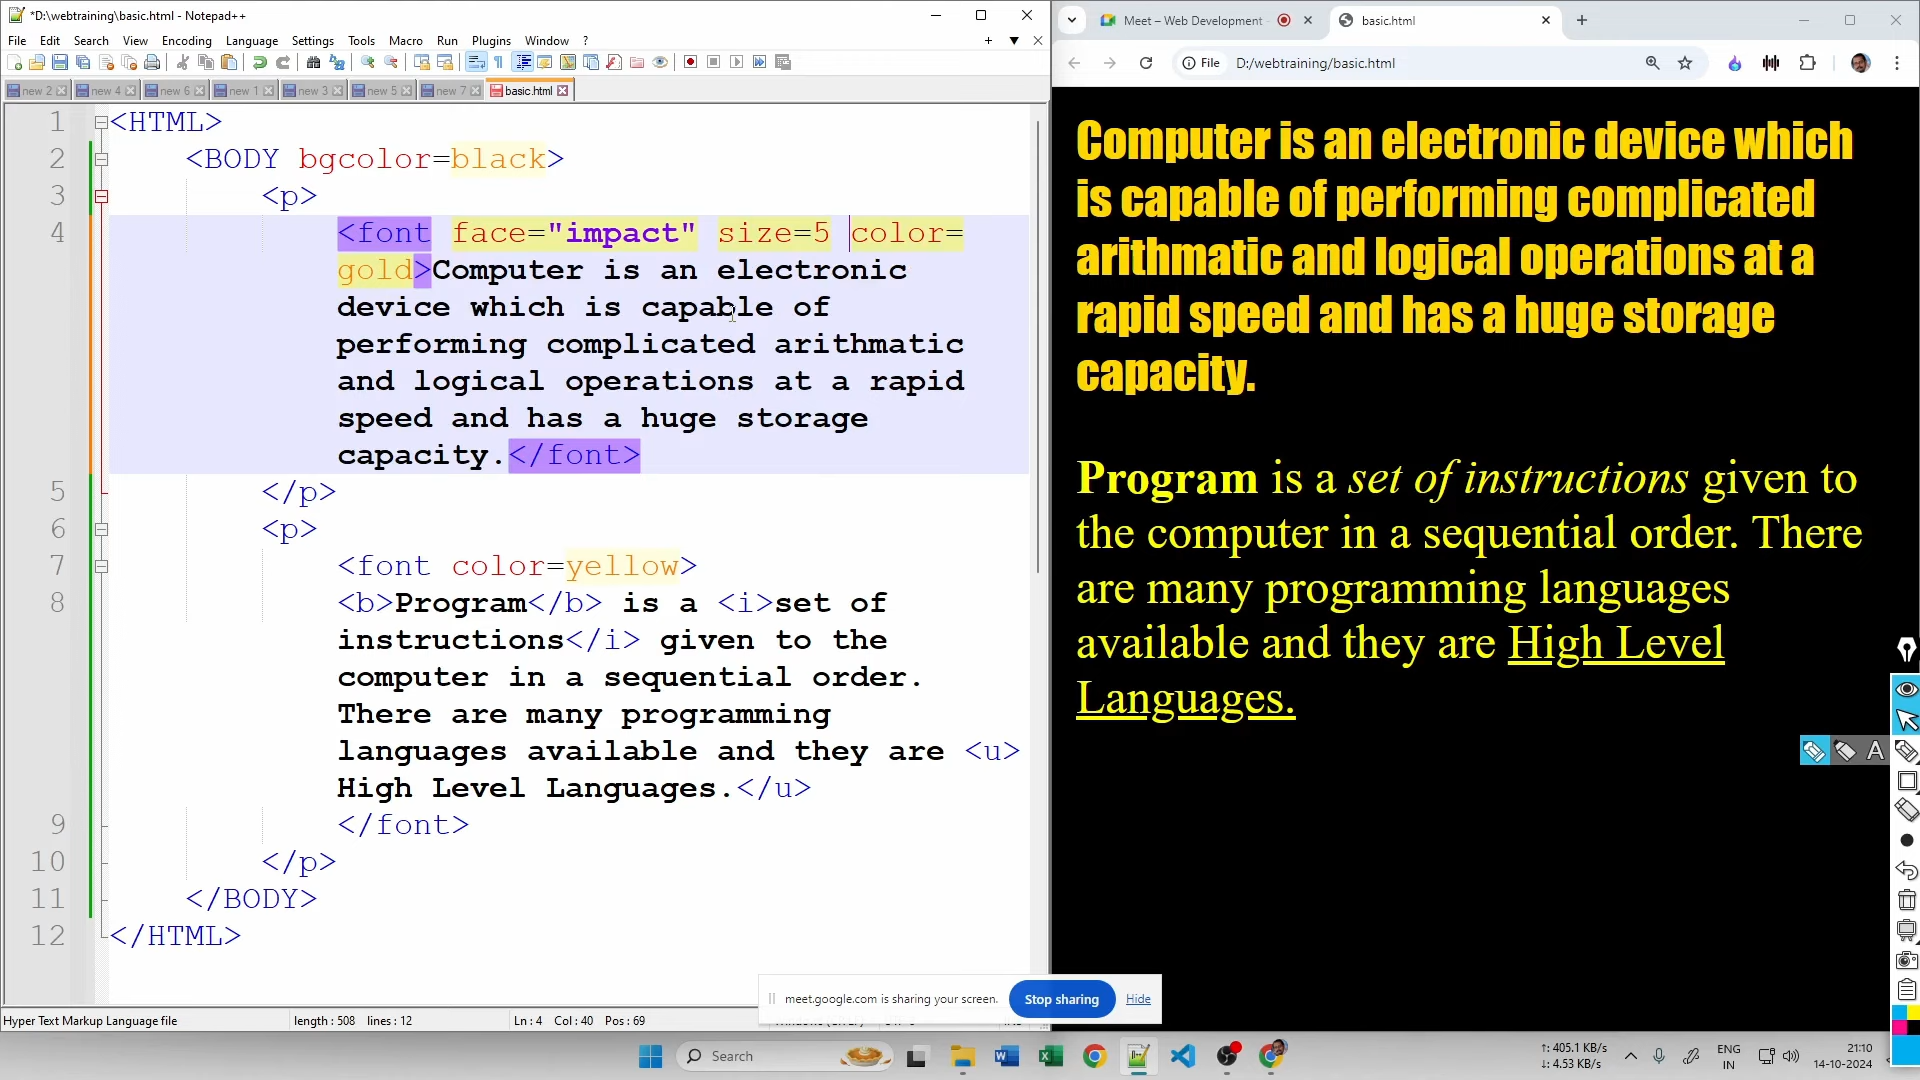 *D:\webtraining\basic.html - Notepad++
File Edit Search View Encoding Language Settings Tools Macro Run Plugins Window ?
new 2 new 4 new 6 new 1 new 3 new 5 new 7 basic.html
1 <HTML>
2 <BODY bgcolor=black>
3 <p>
4 <font face="impact" size=5 color=
gold>Computer is an electronic
device which is capable of
performing complicated arithmatic
and logical operations at a rapid
speed and has a huge storage
capacity.</font>
5 </p>
6 <p>
7 <font color=yellow>
8 <b>Program</b> is a <i>set of
instructions</i> given to the
computer in a sequential order.
There are many programming
languages available and they are <u>
High Level Languages.</u>
9 </font>
10 </p>
11 </BODY>
12 </HTML>
Hyper Text Markup Language file length : 508 lines : 12 Ln : 4 Col : 40 Pos : 69
Meet – Web Development basic.html
File D:/webtraining/basic.html
Computer is an electronic device which
is capable of performing complicated
arithmatic and logical operations at a
rapid speed and has a huge storage
capacity.
Program is a set of instructions given to
the computer in a sequential order. There
are many programming languages
available and they are High Level
Languages.
A
meet.google.com is sharing your screen. Stop sharing Hide
Search
↑: 405.1 KB/s
↓: 4.53 KB/s
ENG
IN
21:10
14-10-2024